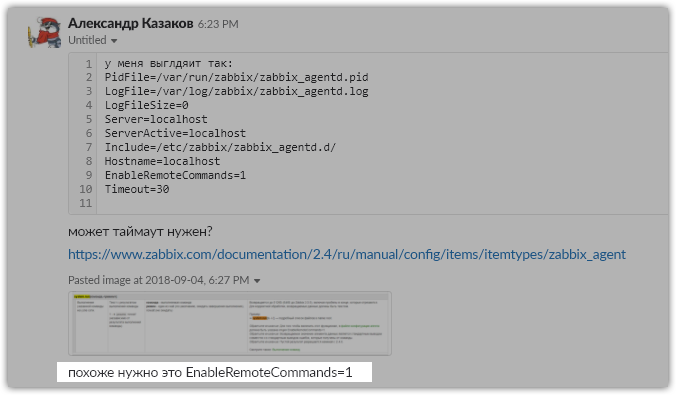 Александр Казаков 6:23 PM
Untitled
1 у меня выглдяит так:
2 PidFile=/var/run/zabbix/zabbix_agentd.pid
3 LogFile=/var/log/zabbix/zabbix_agentd.log
4 LogFileSize=0
5 Server=localhost
6 ServerActive=localhost
7 Include=/etc/zabbix/zabbix_agentd.d/
8 Hostname=localhost
9 EnableRemoteCommands=1
10 Timeout=30
11
может таймаут нужен?
https://www.zabbix.com/documentation/2.4/ru/manual/config/items/itemtypes/zabbix_agent
Pasted image at 2018-09-04, 6:27 PM
похоже нужно это EnableRemoteCommands=1